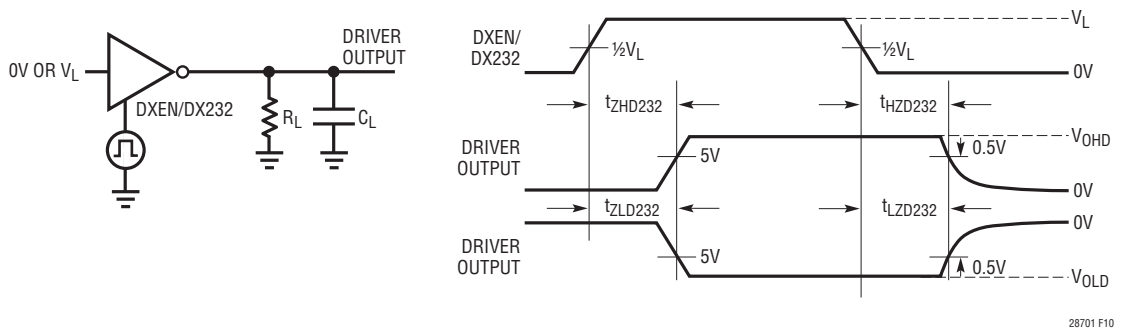 0V OR VL
DXEN/DX232
DRIVER
OUTPUT
RL
CL
DXEN/
DX232
½VL
½VL
VL
0V
tZHD232
tHZD232
DRIVER
OUTPUT
5V
VOHD
0.5V
0V
tZLD232
tLZD232
0V
DRIVER
OUTPUT
5V
0.5V
VOLD
28701 F10